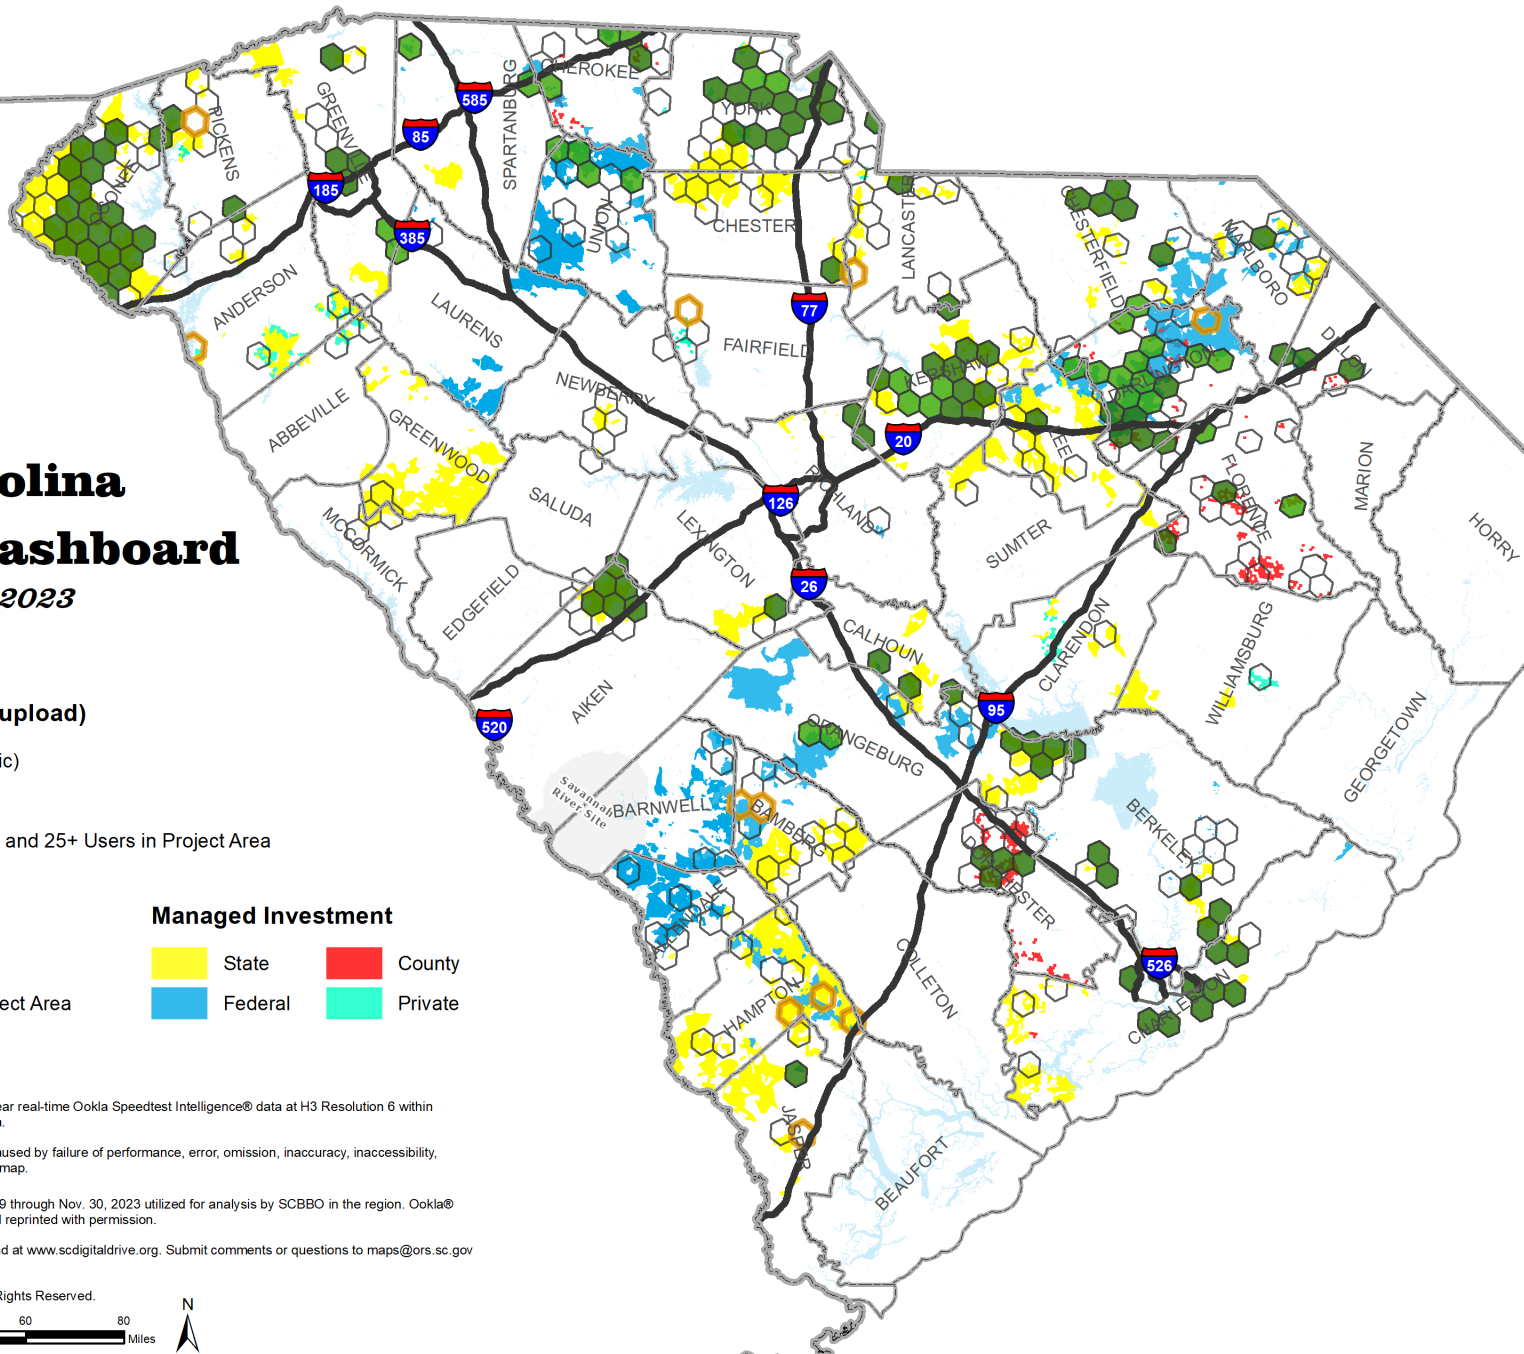 olina
ashboard
2023
upload)
ic)
and 25+ Users in Project Area
Managed Investment
State
County
ect Area
Federal
Private
ear real-time Ookla Speedtest Intelligence® data at H3 Resolution 6 within
aused by failure of performance, error, omission, inaccuracy, inaccessibility,
map.
9 through Nov. 30, 2023 utilized for analysis by SCBBO in the region. Ookla®
reprinted with permission.
d at www.scdigitaldrive.org. Submit comments or questions to maps@ors.sc.gov
Rights Reserved.
60
80
Miles
N
OCONEE
PICKENS
GREENVILLE
SPARTANBURG
CHEROKEE
YORK
585
85
185
385
ANDERSON
LAURENS
UNION
CHESTER
LANCASTER
CHESTERFIELD
MARLBORO
77
FAIRFIELD
KERSHAW
DARLINGTON
DILLON
ABBEVILLE
GREENWOOD
NEWBERRY
20
LEE
FLORENCE
MARION
HORRY
MCCORMICK
SALUDA
126
RICHLAND
LEXINGTON
SUMTER
EDGEFIELD
26
CALHOUN
CLARENDON
WILLIAMSBURG
AIKEN
520
95
ORANGEBURG
GEORGETOWN
Savannah
River Site
BARNWELL
BAMBERG
BERKELEY
DORCHESTER
ALLENDALE
COLLETON
526
HAMPTON
CHARLESTON
JASPER
BEAUFORT